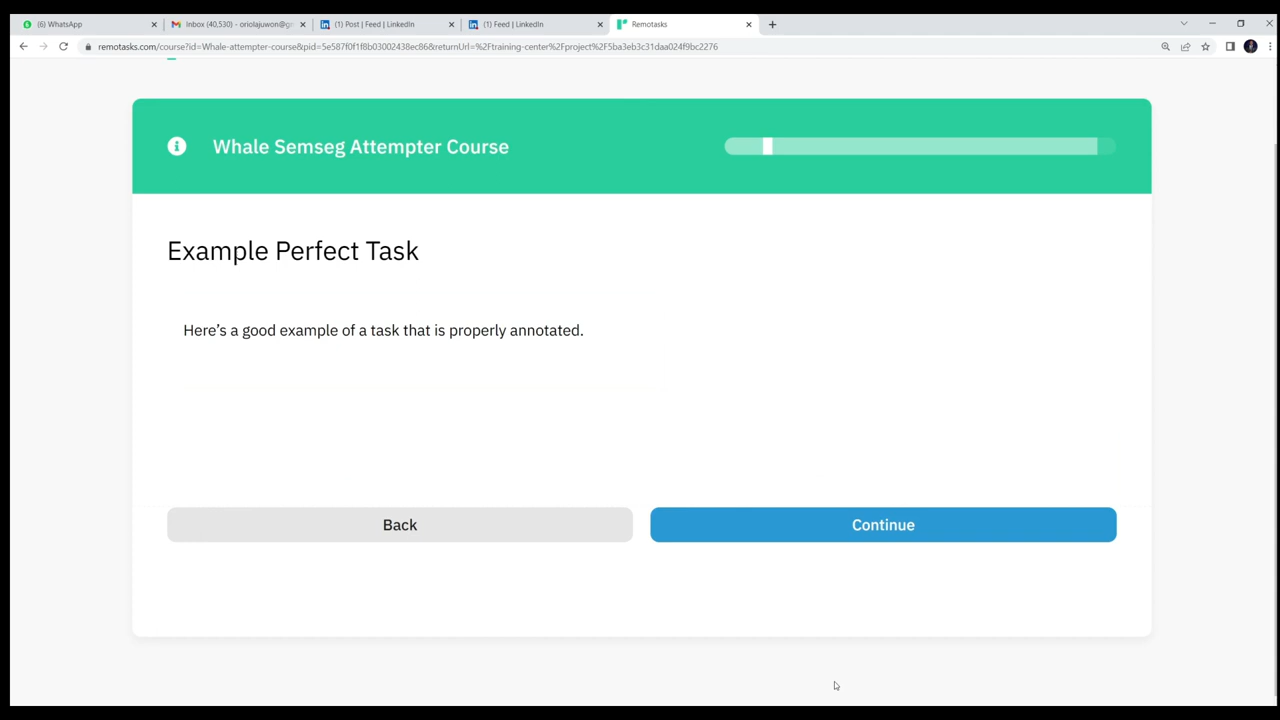 (6) WhatsApp
Inbox (40,530) - oriolajuwon@gr
(1) Post | Feed | LinkedIn
(1) Feed | LinkedIn
Remotasks
remotasks.com/course?id=Whale-attempter-course&pid=5e587f0f1f8b03002438ec86&returnUrl=%2Ftraining-center%2Fproject%2F5ba3eb3c31daa024f9bc2276
Whale Semseg Attempter Course
Example Perfect Task
Here's a good example of a task that is properly annotated.
Back
Continue